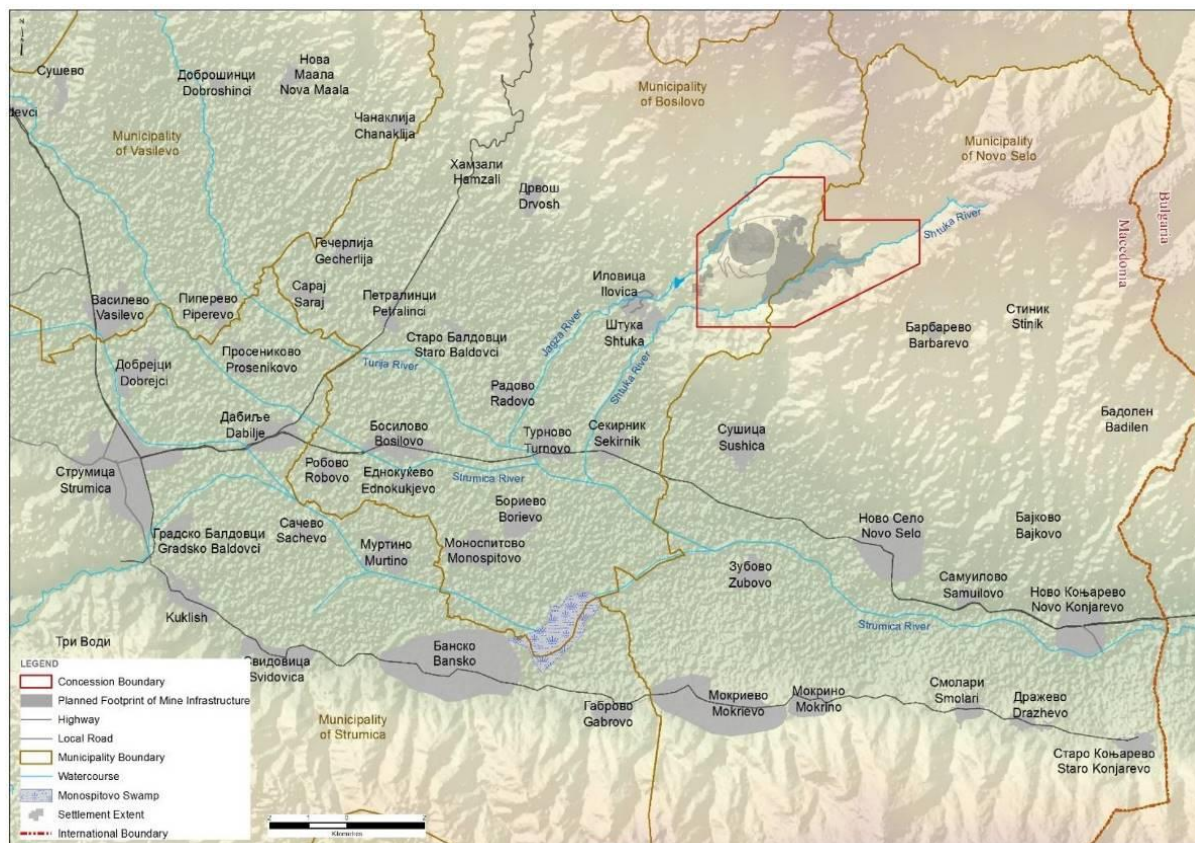 N
Сушево
devci
Доброшинци
Dobroshinci
Нова
Маала
Nova Maala
Municipality
of Vasilevo
Чанаклија
Chanaklija
Municipality
of Bosilovo
Municipality
of Novo Selo
Хамзали
Hamzali
Дрвош
Drvosh
Bulgaria
Macedonia
Shtuka River
Гечерлија
Gecherlija
Сарај
Saraj
Василево
Vasilevo
Пиперево
Piperevo
Петралинци
Petralinci
Иловица
Ilovica
Штука
Shtuka
Стиник
Stinik
Барбарево
Barbarevo
Старо Балдовци
Staro Baldovci
Jagza River
Turija River
Shtuka River
Просениково
Prosenikovo
Добрејци
Dobrejci
Радово
Radovo
Дабиље
Dabilje
Босилово
Bosilovo
Турново
Turnovo
Секирник
Sekirnik
Сушица
Sushica
Бадолен
Badilen
Струмица
Strumica
Робово
Robovo
Еднокуќево
Ednokukjevo
Strumica River
Бориево
Borievo
Градско Балдовци
Gradsko Baldovci
Сачево
Sachevo
Муртино
Murtino
Моноспитово
Monospitovo
Ново Село
Novo Selo
Бајково
Bajkovo
Зубово
Zubovo
Самуилово
Samuilovo
Ново Коњарево
Novo Konjarevo
Strumica River
Kuklish
Три Води
Свидовица
Svidovica
Банско
Bansko
Габрово
Gabrovo
Мокриево
Mokrievo
Мокрино
Mokrino
Смолари
Smolari
Дражево
Drazhevo
Старо Коњарево
Staro Konjarevo
Municipality
of Strumica
LEGEND
Concession Boundary
Planned Footprint of Mine Infrastructure
Highway
Local Road
Municipality Boundary
Watercourse
Monospitovo Swamp
Settlement Extent
International Boundary
2 1 0 2
Kilometres